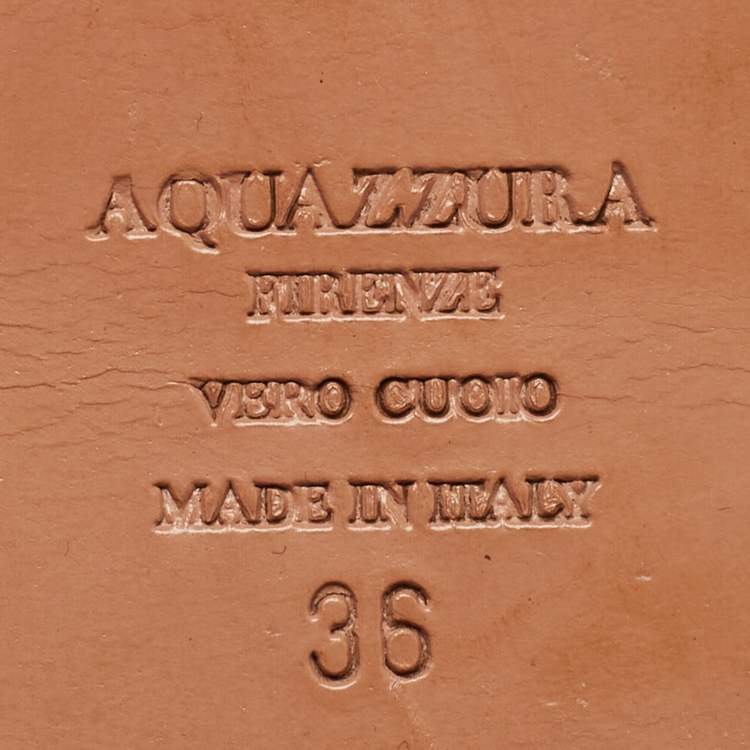 AQUAZZURA
FIRENZE
VERO CUOIO
MADE IN ITALY
36